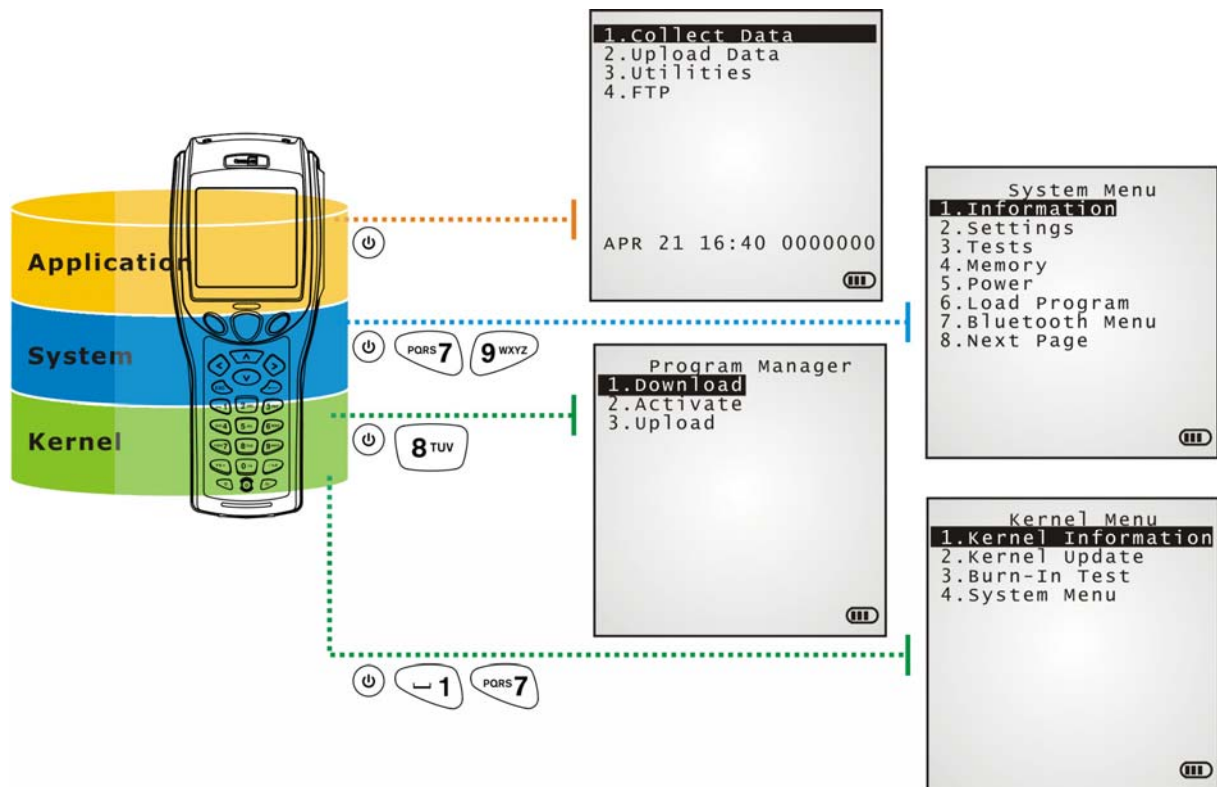 1.Collect Data
2.Upload Data
3.Utilities
4.FTP
APR 21 16:40 0000000
Application
System
Kernel
PQRS7 9WXYZ
8TUV
1 PQRS7
System Menu
1.Information
2.Settings
3.Tests
4.Memory
5.Power
6.Load Program
7.Bluetooth Menu
8.Next Page
Program Manager
1.Download
2.Activate
3.Upload
Kernel Menu
1.Kernel Information
2.Kernel Update
3.Burn-In Test
4.System Menu